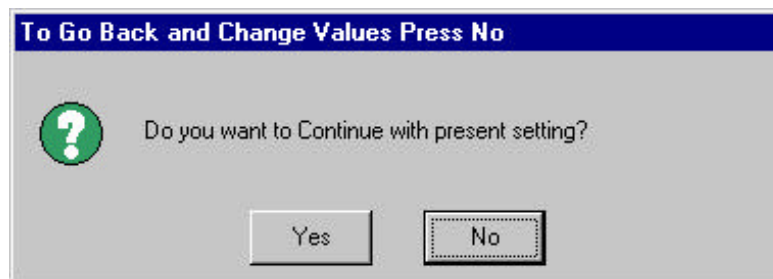 To Go Back and Change Values Press No
Do you want to Continue with present setting?
Yes
No